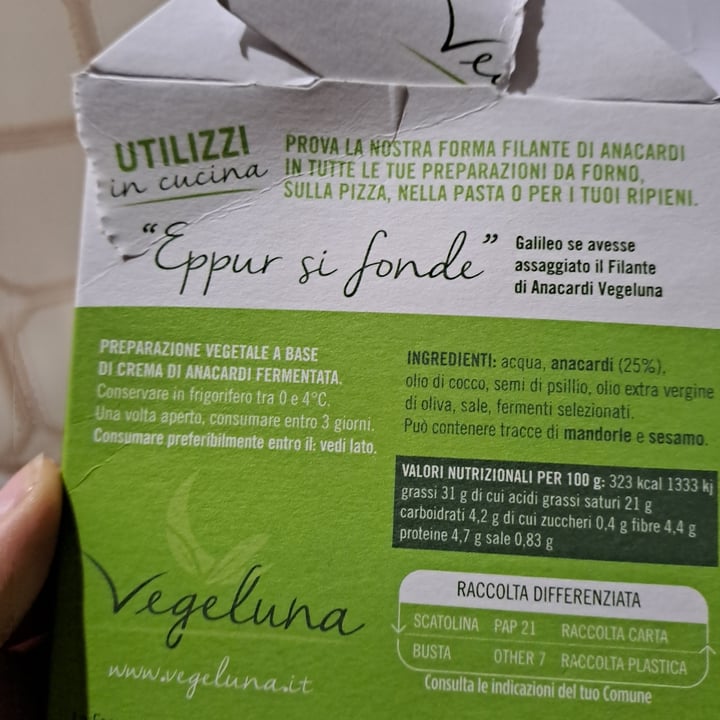 UTILIZZI
in cucina
PROVA LA NOSTRA FORMA FILANTE DI ANACARDI
IN TUTTE LE TUE PREPARAZIONI DA FORNO,
SULLA PIZZA, NELLA PASTA O PER I TUOI RIPIENI.
“Eppur si fonde”
Galileo se avesse
assaggiato il Filante
di Anacardi Vegeluna
PREPARAZIONE VEGETALE A BASE
DI CREMA DI ANACARDI FERMENTATA.
Conservare in frigorifero tra 0 e 4°C.
Una volta aperto, consumare entro 3 giorni.
Consumare preferibilmente entro il: vedi lato.
INGREDIENTI: acqua, anacardi (25%),
olio di cocco, semi di psillio, olio extra vergine
di oliva, sale, fermenti selezionati.
Può contenere tracce di mandorle e sesamo.
VALORI NUTRIZIONALI PER 100 g: 323 kcal 1333 kj
grassi 31 g di cui acidi grassi saturi 21 g
carboidrati 4,2 g di cui zuccheri 0,4 g fibre 4,4 g
proteine 4,7 g sale 0,83 g
Vegeluna
www.vegeluna.it
RACCOLTA DIFFERENZIATA
SCATOLINA PAP 21 RACCOLTA CARTA
BUSTA OTHER 7 RACCOLTA PLASTICA
Consulta le indicazioni del tuo Comune